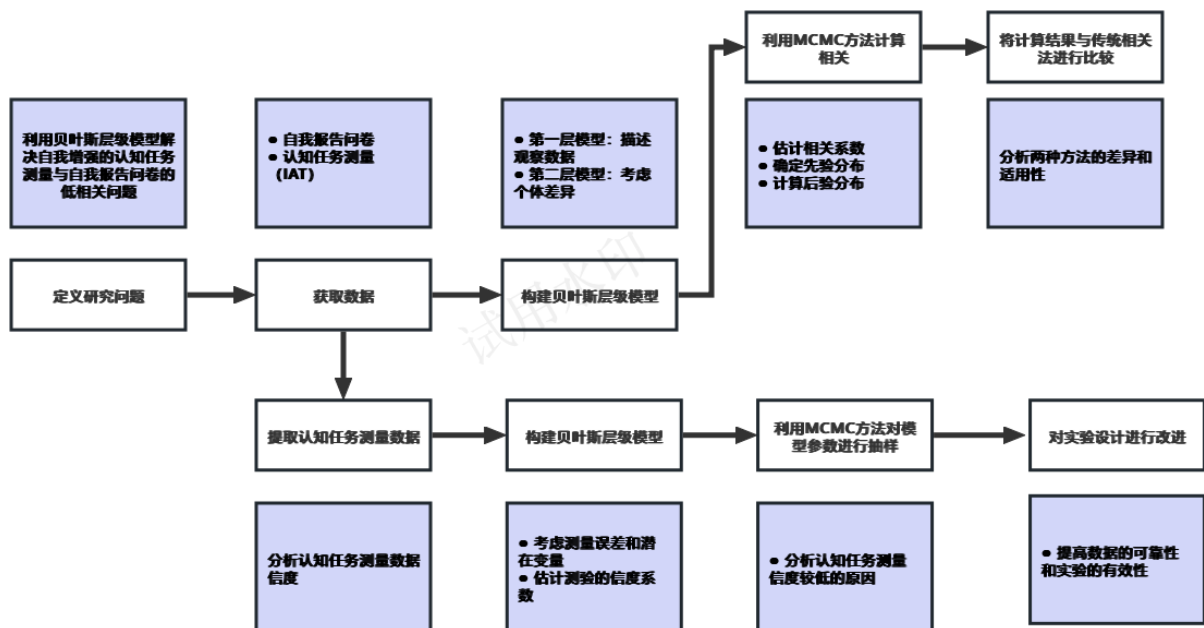 利用MCMC方法计算
相关
将计算结果与传统相关
法进行比较
利用贝叶斯层级模型解
决自我增强的认知任务
测量与自我报告问卷的
低相关问题
● 自我报告问卷
● 认知任务测量
（IAT）
● 第一层模型：描述
观察数据
● 第二层模型：考虑
个体差异
● 估计相关系数
● 确定先验分布
● 计算后验分布
分析两种方法的差异和
适用性
定义研究问题
获取数据
构建贝叶斯层级模型
试用水印
提取认知任务测量数据
构建贝叶斯层级模型
利用MCMC方法对模
型参数进行抽样
对实验设计进行改进
分析认知任务测量数据
信度
● 考虑测量误差和潜
在变量
● 估计测验的信度系
数
● 分析认知任务测量
信度较低的原因
● 提高数据的可靠性
和实验的有效性